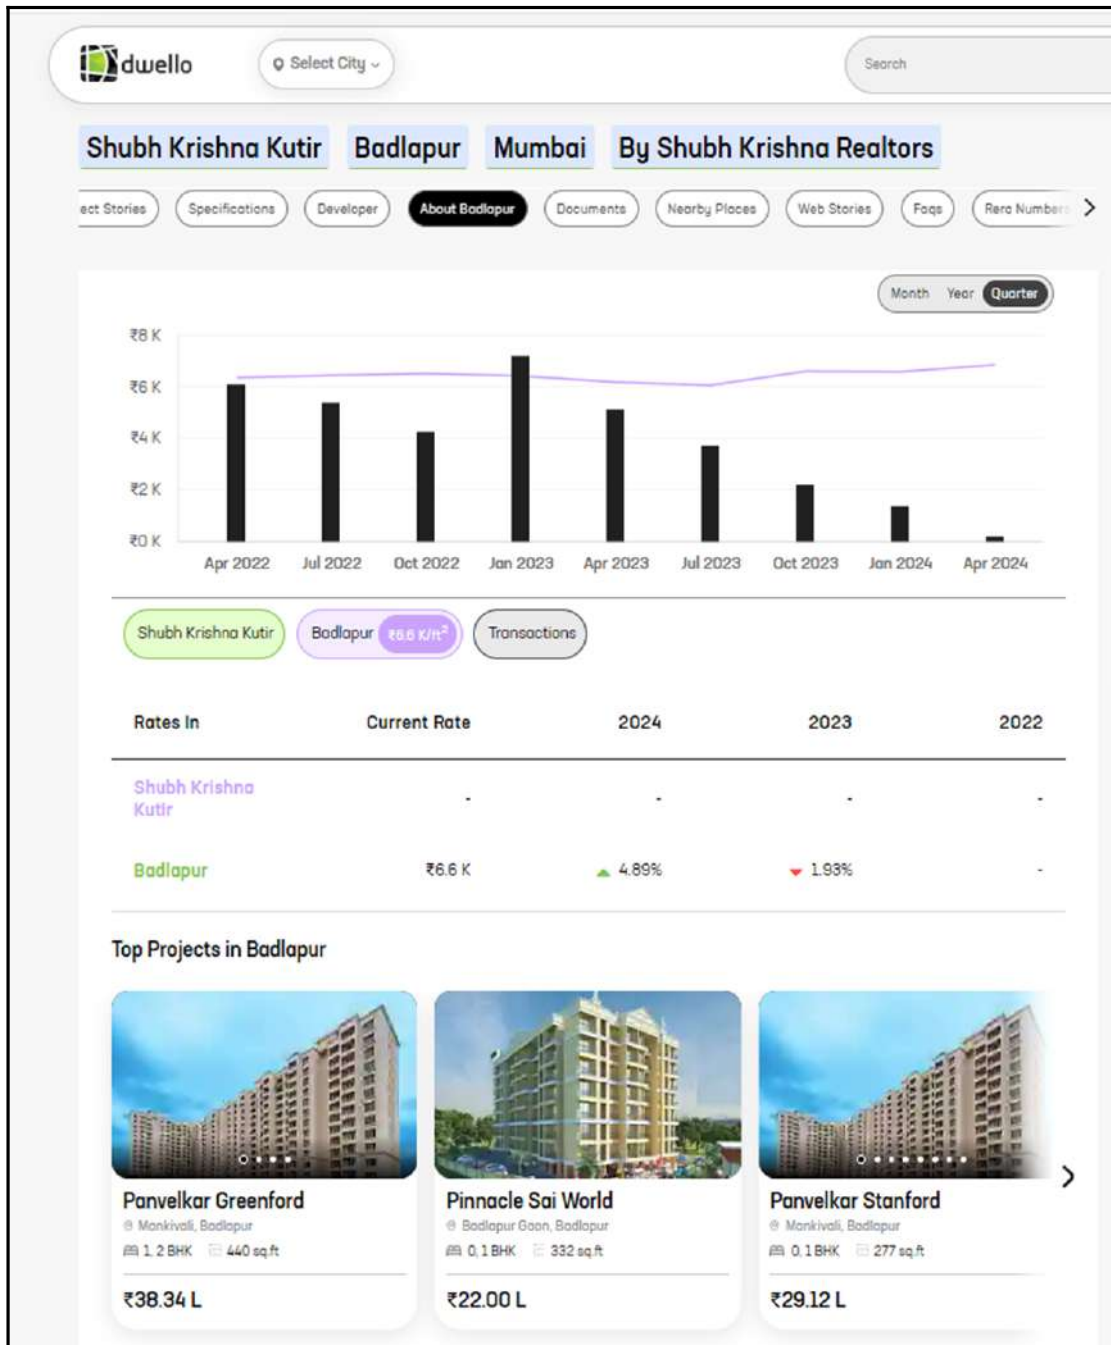 dwello
Select City
Search
Shubh Krishna Kutir Badlapur Mumbai By Shubh Krishna Realtors
ect Stories Specifications Developer About Badlapur Documents Nearby Places Web Stories Faqs Rera Numbers
Month Year Quarter
₹8 K
₹6 K
₹4 K
₹2 K
₹0 K
Apr 2022 Jul 2022 Oct 2022 Jan 2023 Apr 2023 Jul 2023 Oct 2023 Jan 2024 Apr 2024
Shubh Krishna Kutir Badlapur ₹6.6 K/ft² Transactions
Rates In Current Rate 2024 2023 2022
Shubh Krishna
Kutir - - - -
Badlapur ₹6.6 K 4.89% 1.93% -
Top Projects in Badlapur
Panvelkar Greenford Pinnacle Sai World Panvelkar Stanford
Mankivali, Badlapur Badlapur Gaon, Badlapur Mankivali, Badlapur
1, 2 BHK 440 sq.ft 0, 1 BHK 332 sq.ft 0, 1 BHK 277 sq.ft
₹38.34 L ₹22.00 L ₹29.12 L